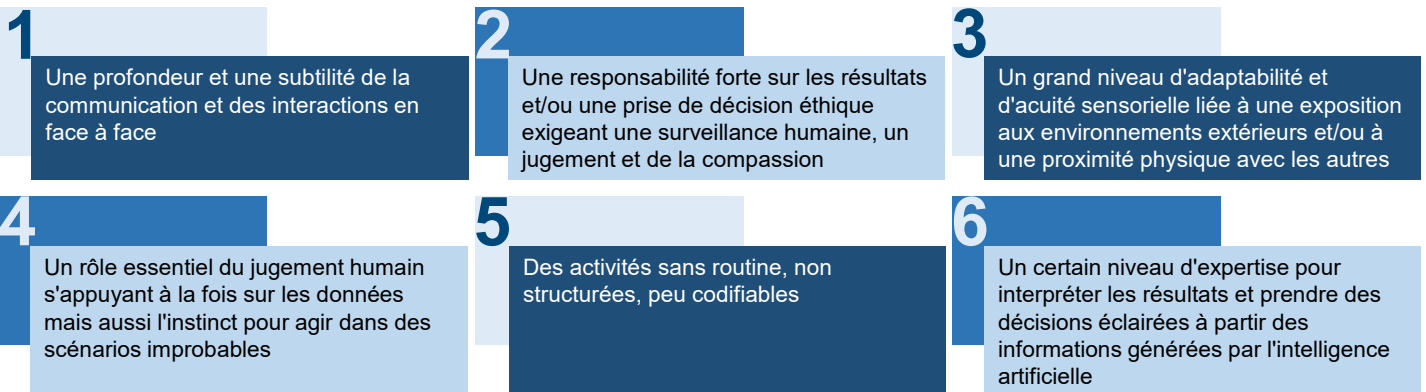 1
Une profondeur et une subtilité de la
communication et des interactions en
face à face
2
Une responsabilité forte sur les résultats
et/ou une prise de décision éthique
exigeant une surveillance humaine, un
jugement et de la compassion
3
Un grand niveau d'adaptabilité et
d'acuité sensorielle liée à une exposition
aux environnements extérieurs et/ou à
une proximité physique avec les autres
4
Un rôle essentiel du jugement humain
s'appuyant à la fois sur les données
mais aussi l'instinct pour agir dans des
scénarios improbables
5
Des activités sans routine, non
structurées, peu codifiables
6
Un certain niveau d'expertise pour
interpréter les résultats et prendre des
décisions éclairées à partir des
informations générées par l'intelligence
artificielle